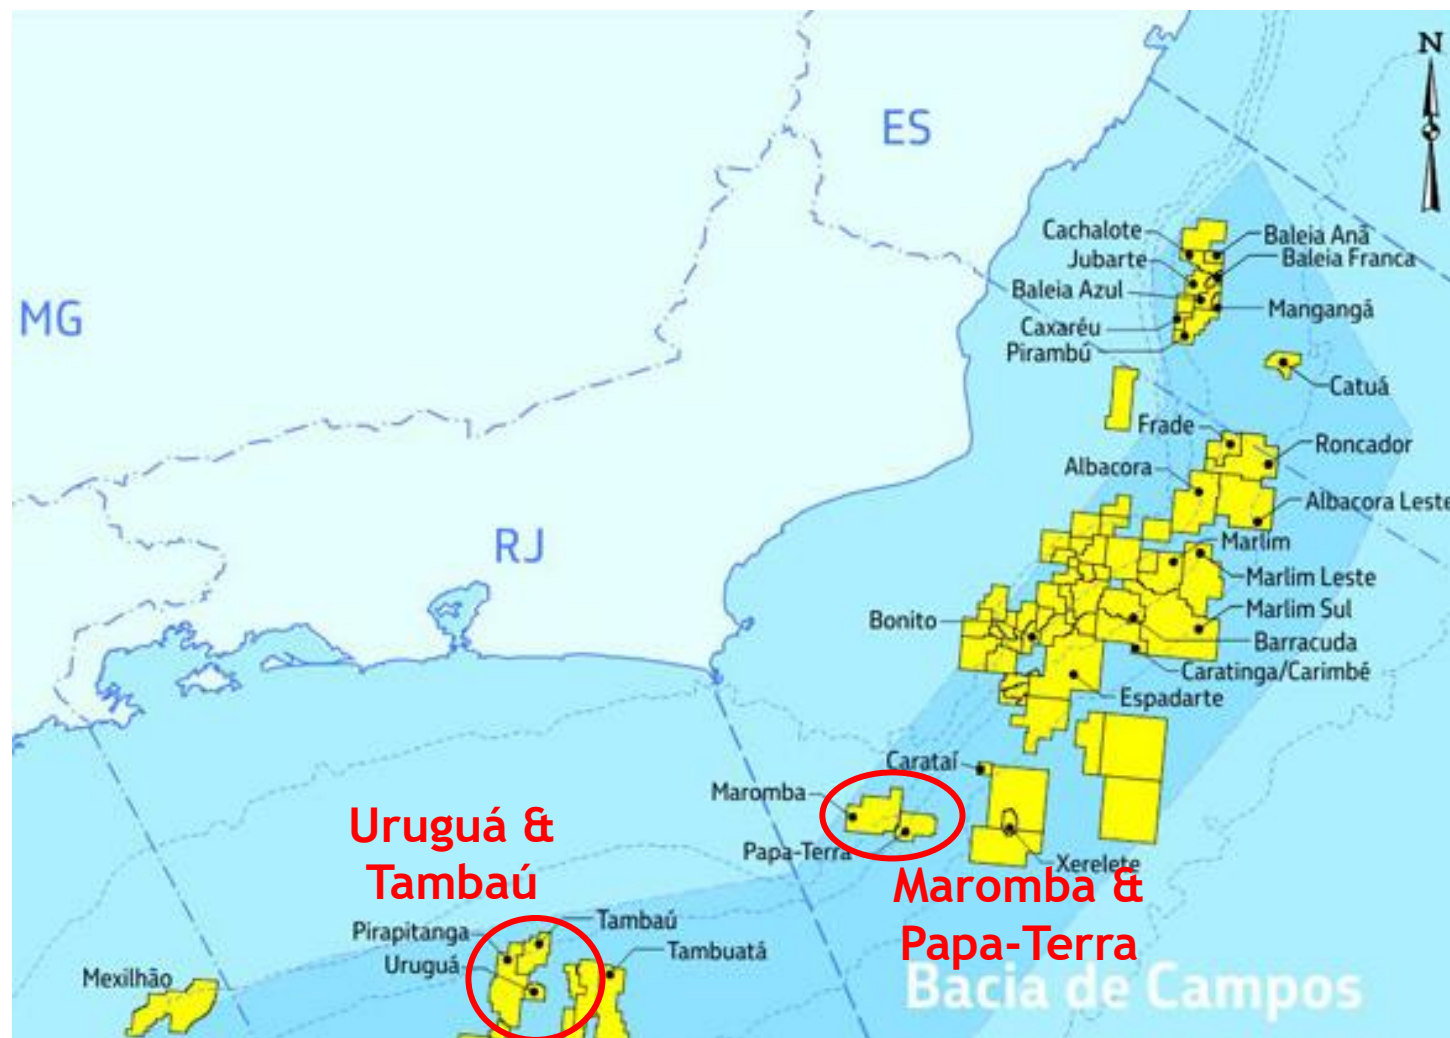 N
ES
MG
RJ
Cachalote
Baleia Anã
Jubarte
Baleia Franca
Baleia Azul
Mangangá
Caxaréu
Pirambú
Catuá
Frade
Roncador
Albacora
Albacora Leste
Marlim
Marlim Leste
Bonito
Marlim Sul
Barracuda
Caratinga/Carimbé
Espadarte
Carataí
Maromba
Papa-Terra
Xerelete
Uruguá &
Tambaú
Maromba &
Papa-Terra
Pirapitanga
Tambaú
Uruguá
Tambuatá
Mexilhão
Bacia de Campos